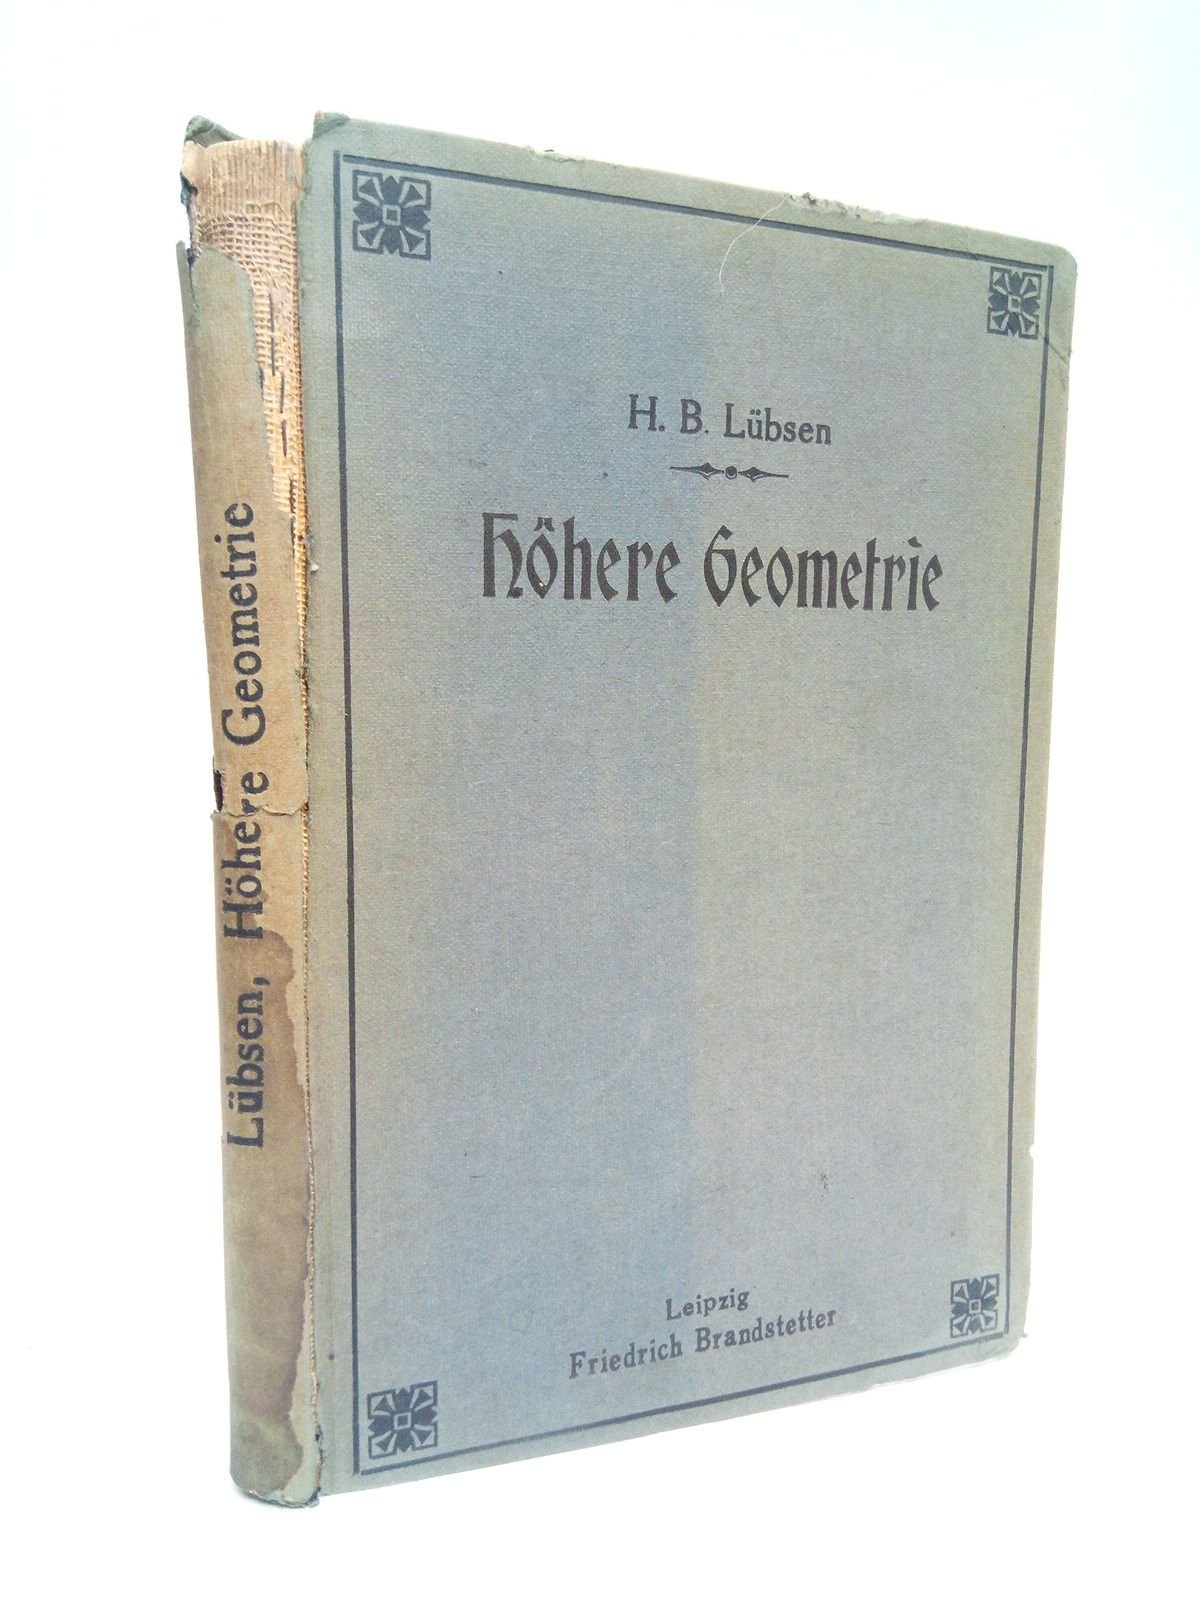 H. B. Lübsen
Höhere Geometrie
Leipzig
Friedrich Brandstetter
Lübsen, Höhere Geometrie